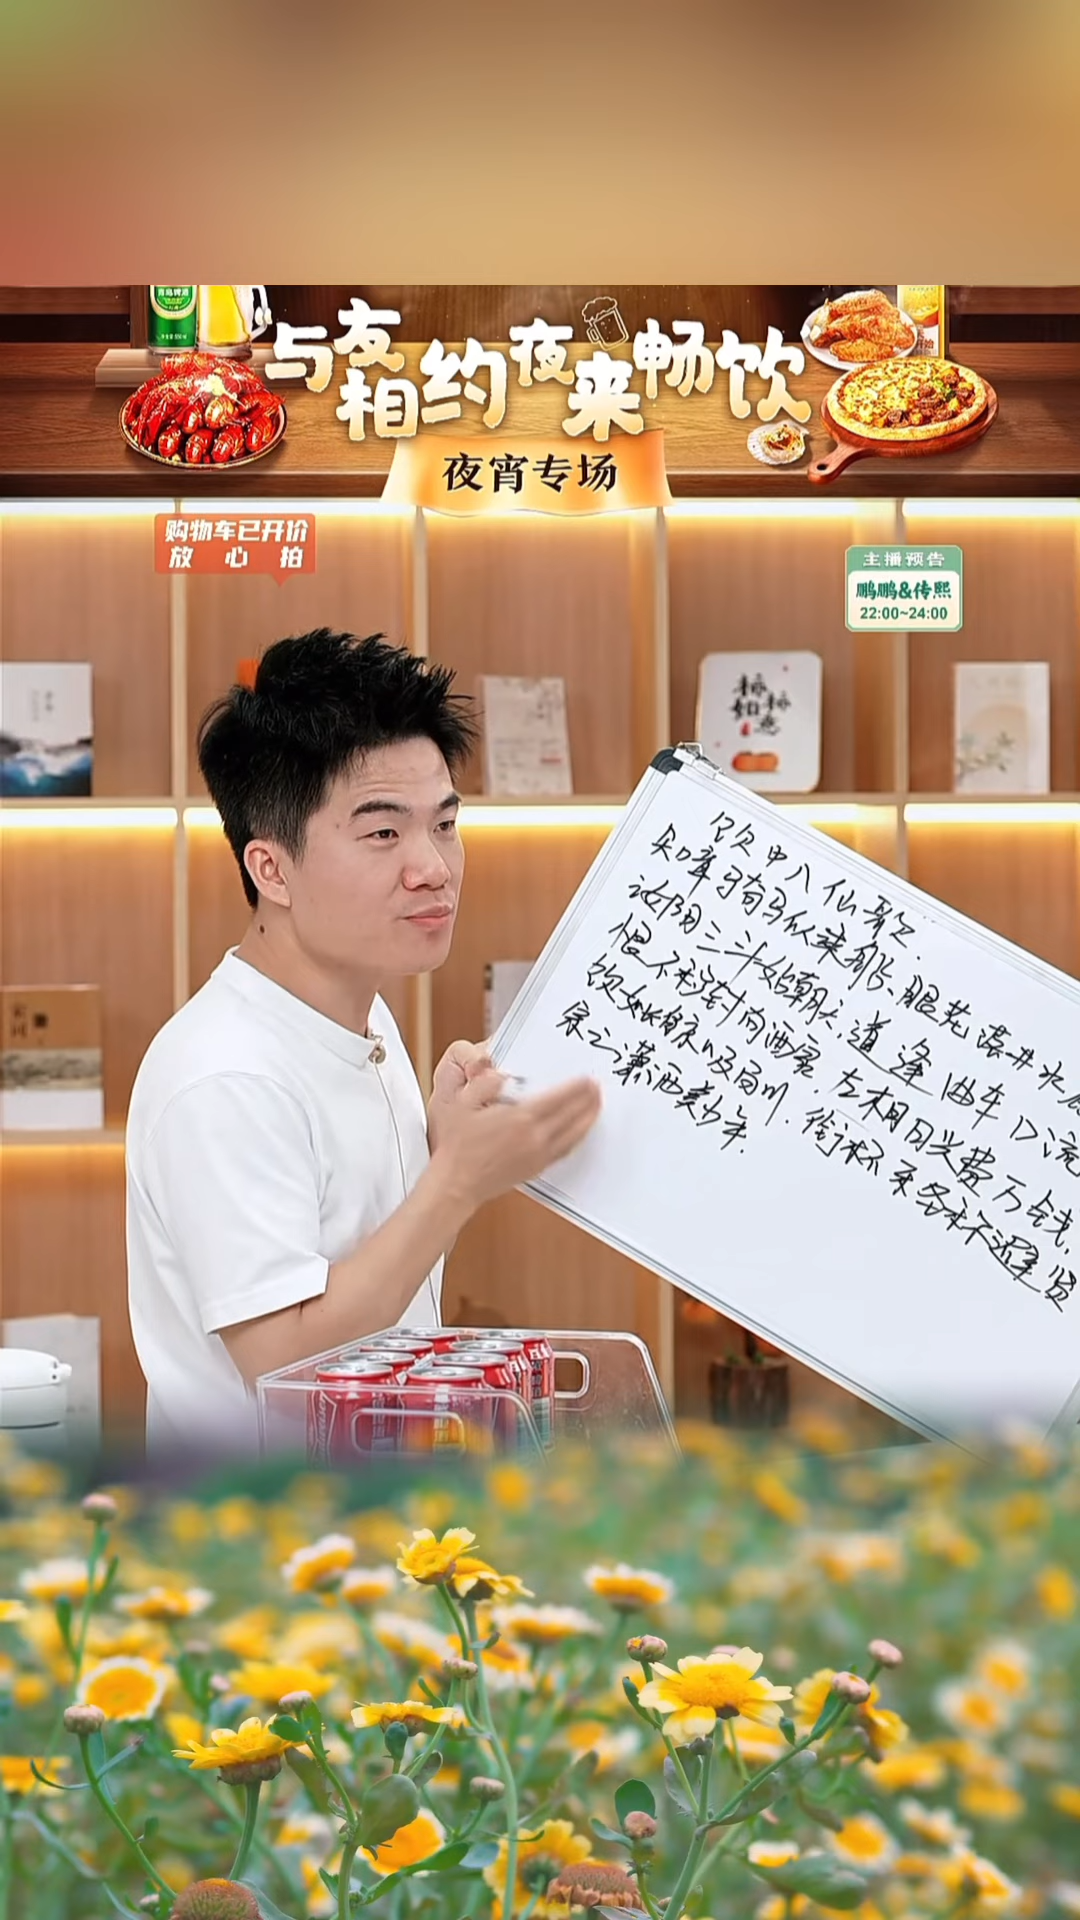 青岛啤酒
与友相约夜来畅饮
夜宵专场
购物车已开价
放心拍
主播预告
鹏鹏&传熙
22:00~24:00
饮中八仙歌
知章骑马似乘船、眼花落井水底
汝阳三斗始朝天,道逢曲车口流
恨不移封向酒泉.左相日兴费万钱,
饮如长鲸吸百川.衔杯乐圣称避贤
宗之潇洒美少年.